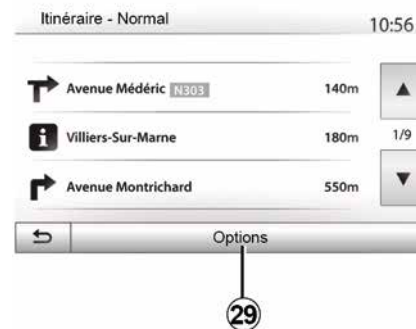 Itinéraire - Normal 10:56
Avenue Médéric N303 140m
Villiers-Sur-Marne 180m
1/9
Avenue Montrichard 550m
Options
29